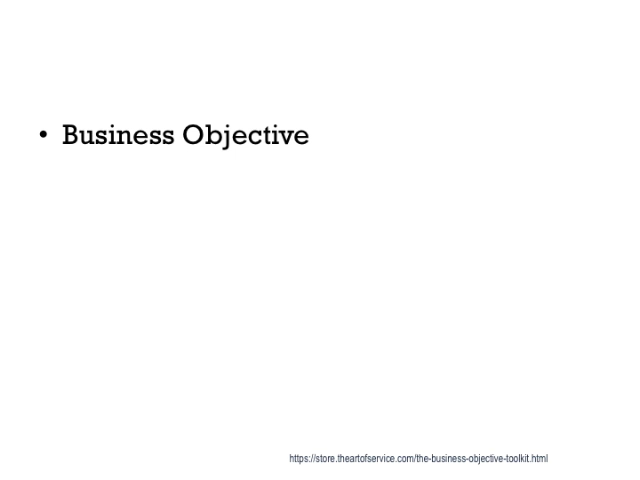 • Business Objective
https://store.theartofservice.com/the-business-objective-toolkit.html